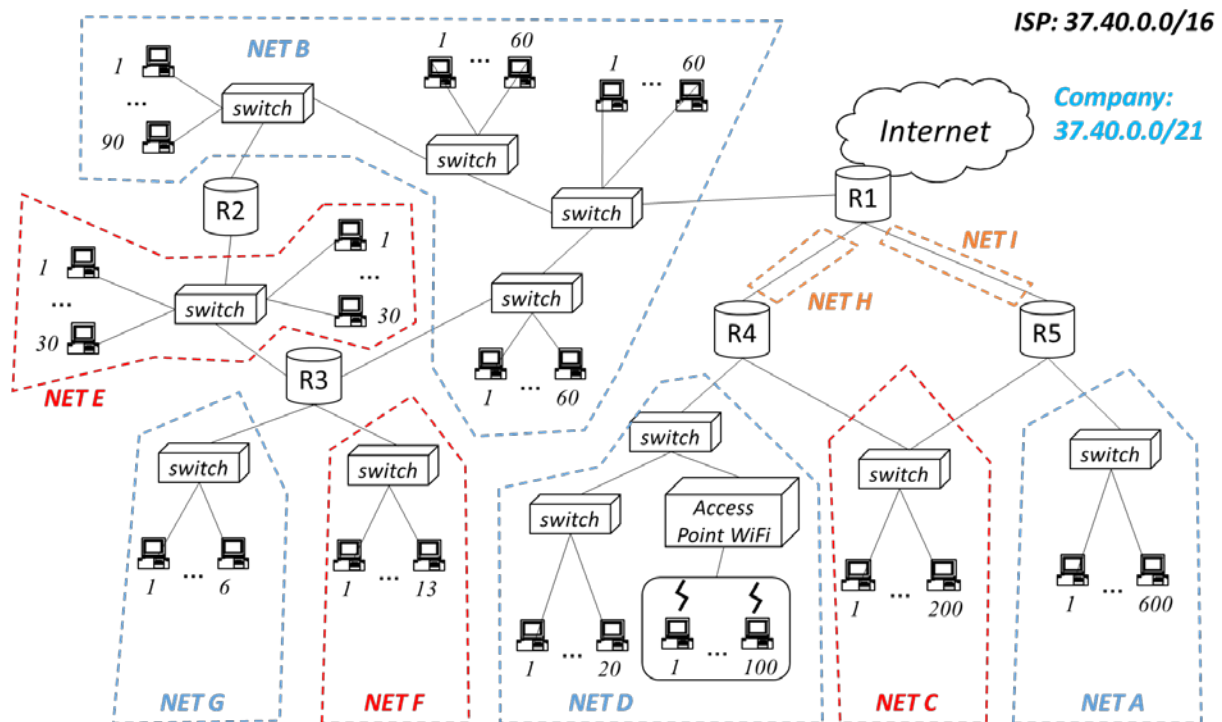 ISP: 37.40.0.0/16
NET B
1 ... 60
1
1 ... 60
Company:
37.40.0.0/21
...
switch
Internet
90
switch
R2
switch
R1
NET I
1
1
NET H
...
...
switch
switch
30
30
R4
R5
R3
NET E
1 ... 60
switch
switch
switch
switch
switch
switch
Access
Point WiFi
1 ... 6
1 ... 13
1 ... 200
1 ... 600
1 ... 20
1 ... 100
NET G
NET F
NET D
NET C
NET A